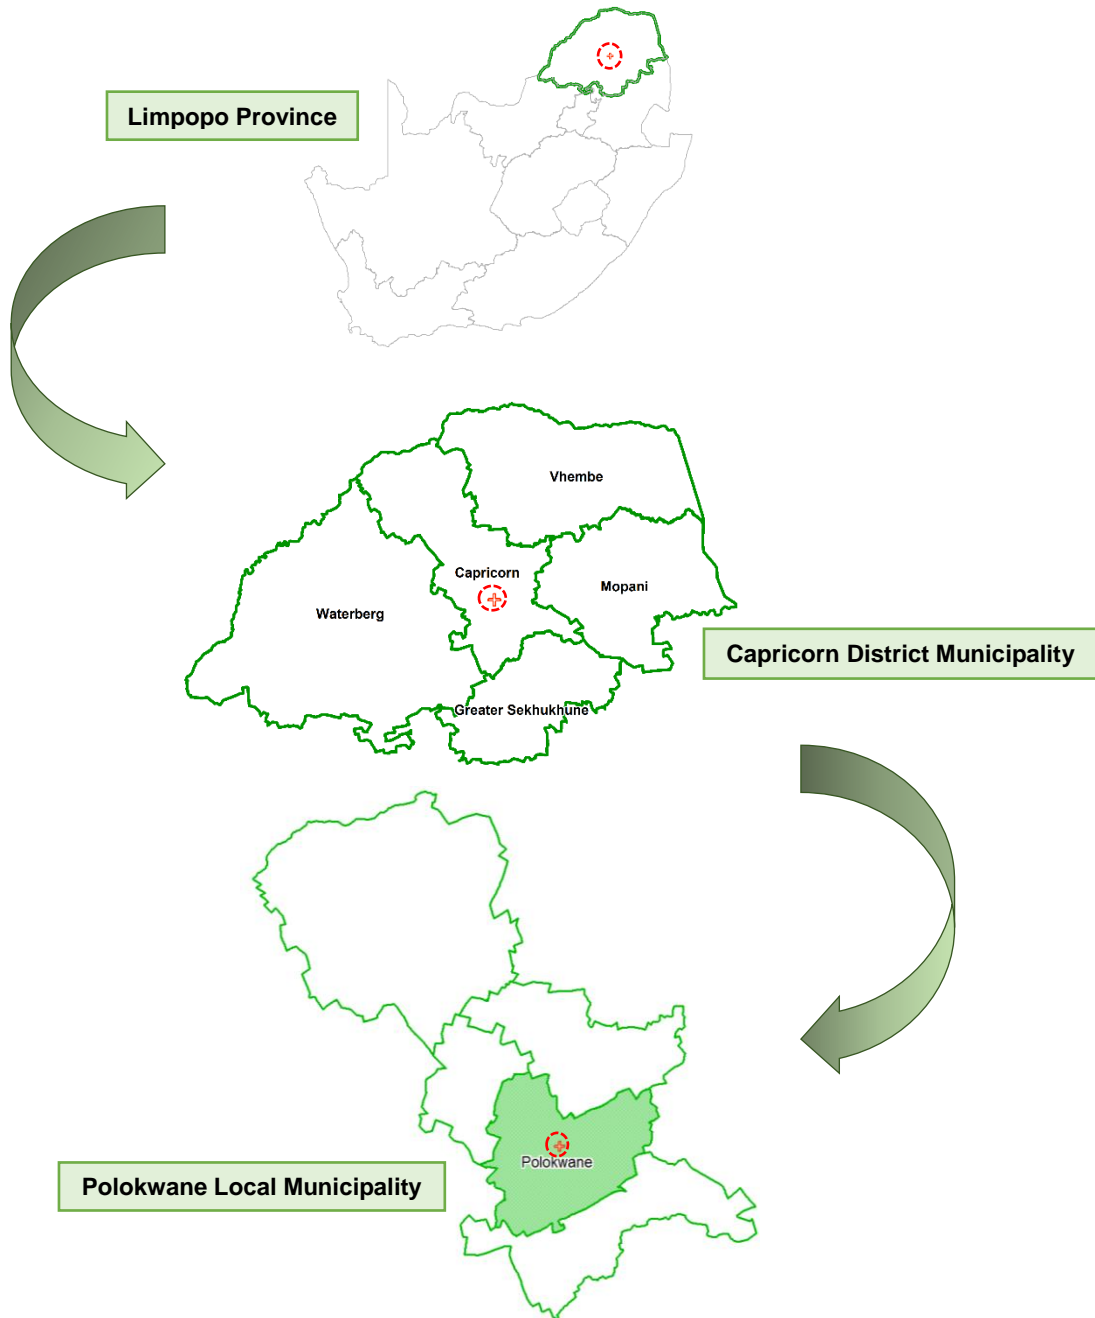 Limpopo Province
Vhembe
Capricorn
Mopani
Waterberg
Capricorn District Municipality
Greater Sekhukhune
Polokwane
Polokwane Local Municipality